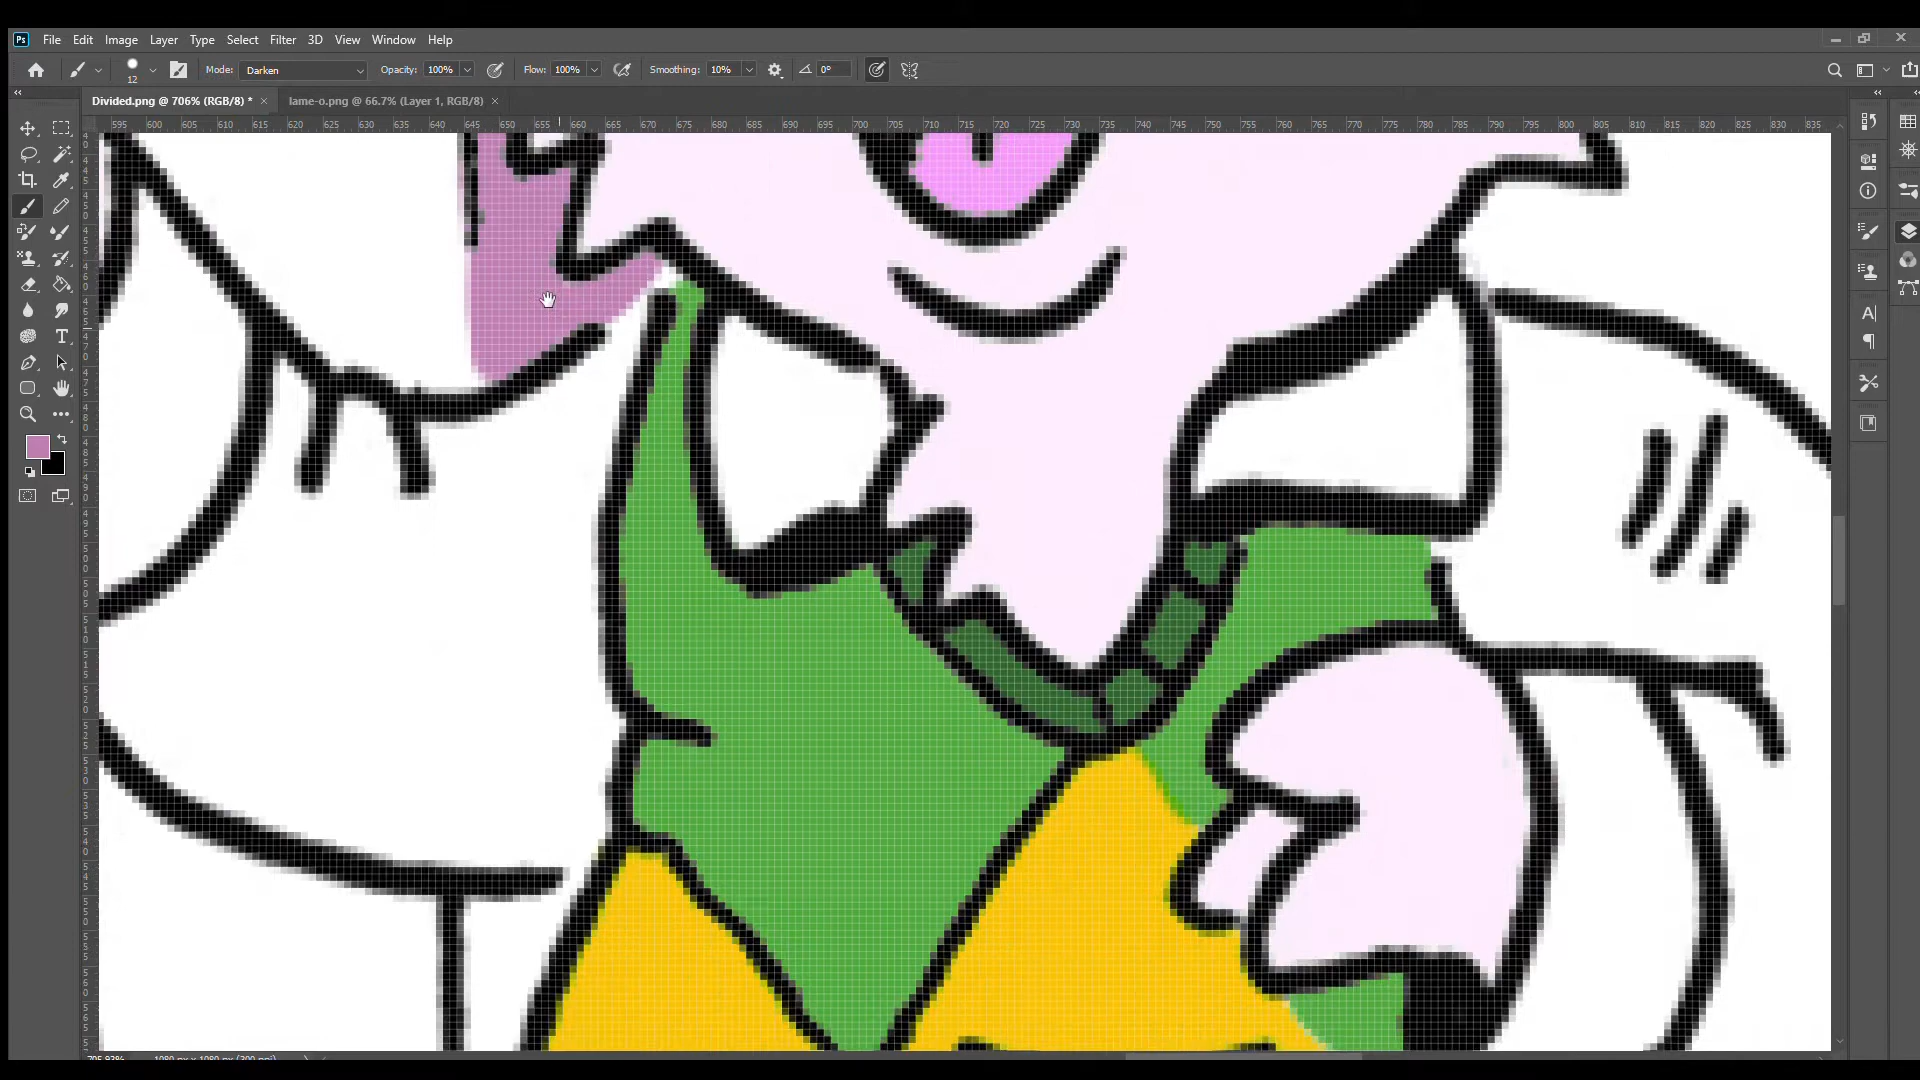 Ps File Edit Image Layer Type Select Filter 3D View Window Help
12 Mode: Darken Opacity: 100% Flow: 100% Smoothing: 10% 0°
Divided.png @ 706% (RGB/8) * × lame-o.png @ 66.7% (Layer 1, RGB/8) ×
595 600 605 610 615 620 625 630 635 640 645 650 655 660 665 670 675 680 685 690 695 700 705 710 715 720 725 730 735 740 745 750 755 760 765 770 775 780 785 790 795 800 805 810 815 820 825 830 835